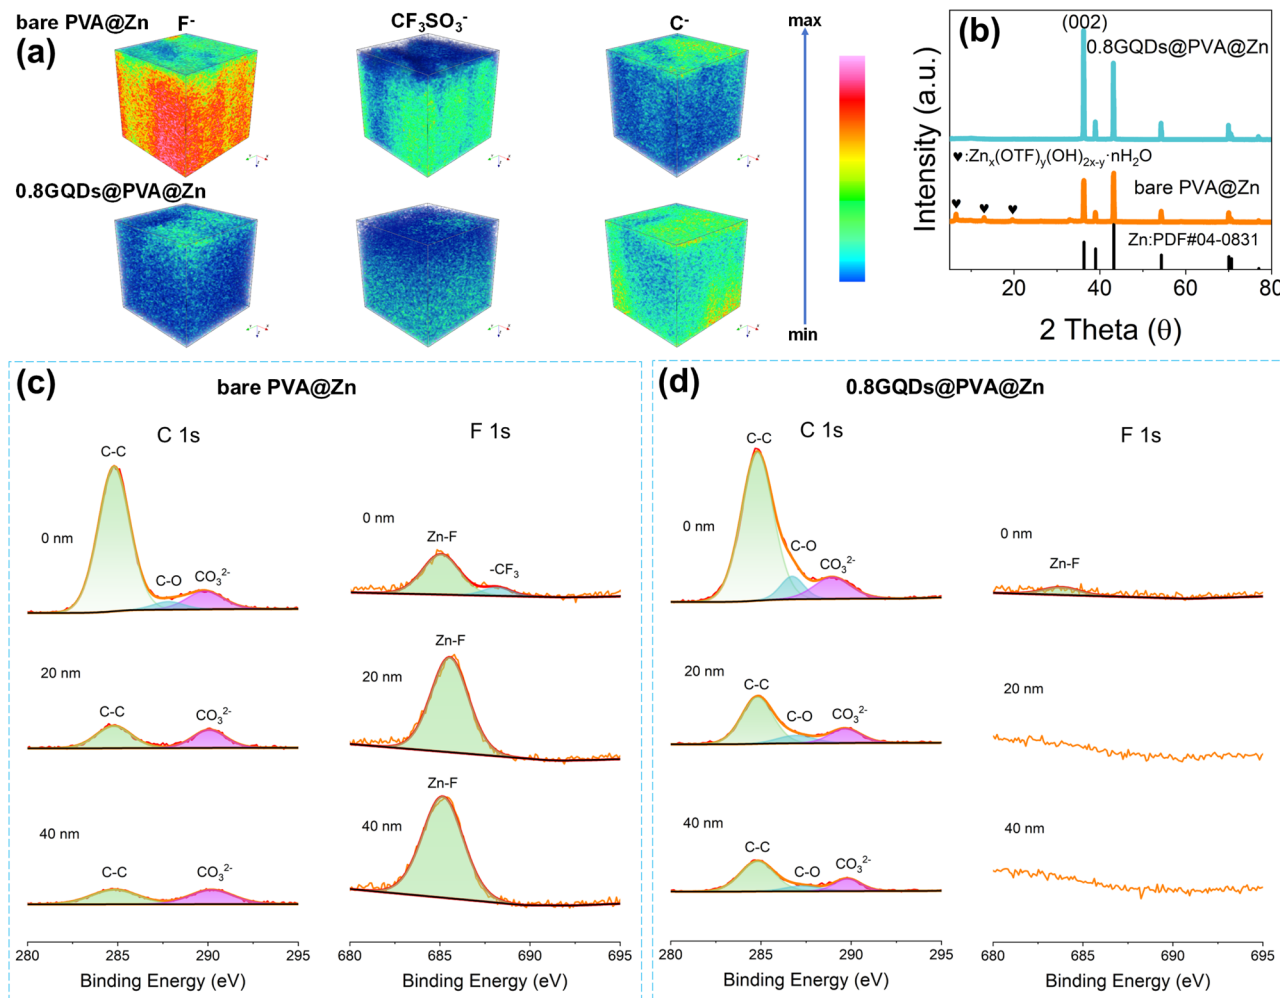 bare PVA@Zn
F⁻
CF₃SO₃⁻
C⁻
max
(a)
0.8GQDs@PVA@Zn
min
(b)
(002)
0.8GQDs@PVA@Zn
♥:Znₓ(OTF)ᵧ(OH)₂ₓ₋ᵧ·nH₂O
bare PVA@Zn
♥ ♥ ♥
Zn:PDF#04-0831
Intensity (a.u.)
20 40 60 80
2 Theta (θ)
(c)
bare PVA@Zn
C 1s
F 1s
C-C
0 nm
C-O
CO₃²⁻
0 nm
Zn-F
-CF₃
20 nm
C-C
CO₃²⁻
Zn-F
20 nm
40 nm
C-C
CO₃²⁻
Zn-F
40 nm
280 285 290 295
Binding Energy (eV)
680 685 690 695
Binding Energy (eV)
(d)
0.8GQDs@PVA@Zn
C 1s
F 1s
C-C
0 nm
C-O
CO₃²⁻
0 nm
Zn-F
20 nm
C-C
C-O
CO₃²⁻
20 nm
40 nm
C-C
C-O
CO₃²⁻
40 nm
280 285 290 295
Binding Energy (eV)
680 685 690 695
Binding Energy (eV)